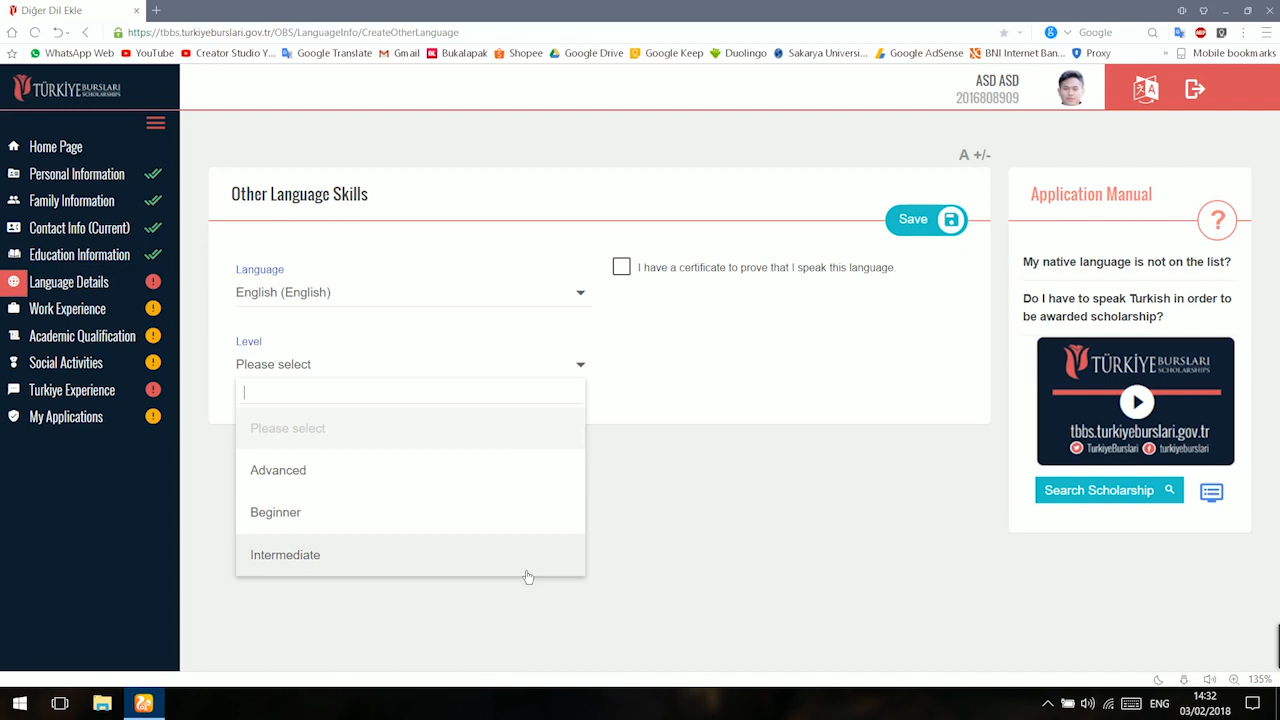 Diğer Dil Ekle
https://tbbs.turkiyeburslari.gov.tr/OBS/LanguageInfo/CreateOtherLanguage
Google
WhatsApp Web
YouTube
Creator Studio Y...
Google Translate
Gmail
Bukalapak
Shopee
Google Drive
Google Keep
Duolingo
Sakarya Universi...
Google AdSense
BNI Internet Ban...
Proxy
»
Mobile bookmarks
TÜRKİYE BURSLARI
SCHOLARSHIPS
ASD ASD
2016808909
Home Page
Personal Information
Family Information
Contact Info (Current)
Education Information
Language Details
Work Experience
Academic Qualification
Social Activities
Turkiye Experience
My Applications
A +/-
Other Language Skills
Save
Language
English (English)
I have a certificate to prove that I speak this language.
Level
Please select
Please select
Advanced
Beginner
Intermediate
Application Manual
?
My native language is not on the list?
Do I have to speak Turkish in order to
be awarded scholarship?
TÜRKİYE BURSLARI
SCHOLARSHIPS
tbbs.turkiyeburslari.gov.tr
TurkiyeBurslari
turkiyeburslari
Search Scholarship
135%
ENG
14:32
03/02/2018